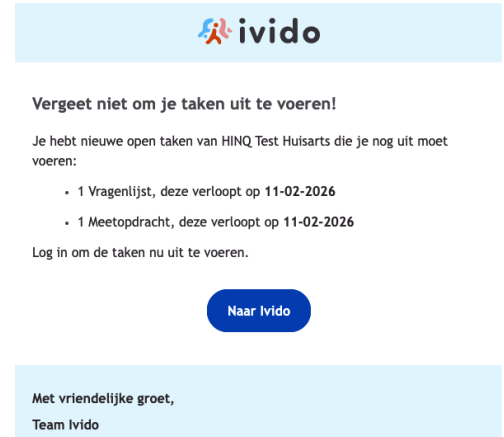 ivido
Vergeet niet om je taken uit te voeren!
Je hebt nieuwe open taken van HINQ Test Huisarts die je nog uit moet
voeren:
• 1 Vragenlijst, deze verloopt op 11-02-2026
• 1 Meetopdracht, deze verloopt op 11-02-2026
Log in om de taken nu uit te voeren.
Naar Ivido
Met vriendelijke groet,
Team Ivido